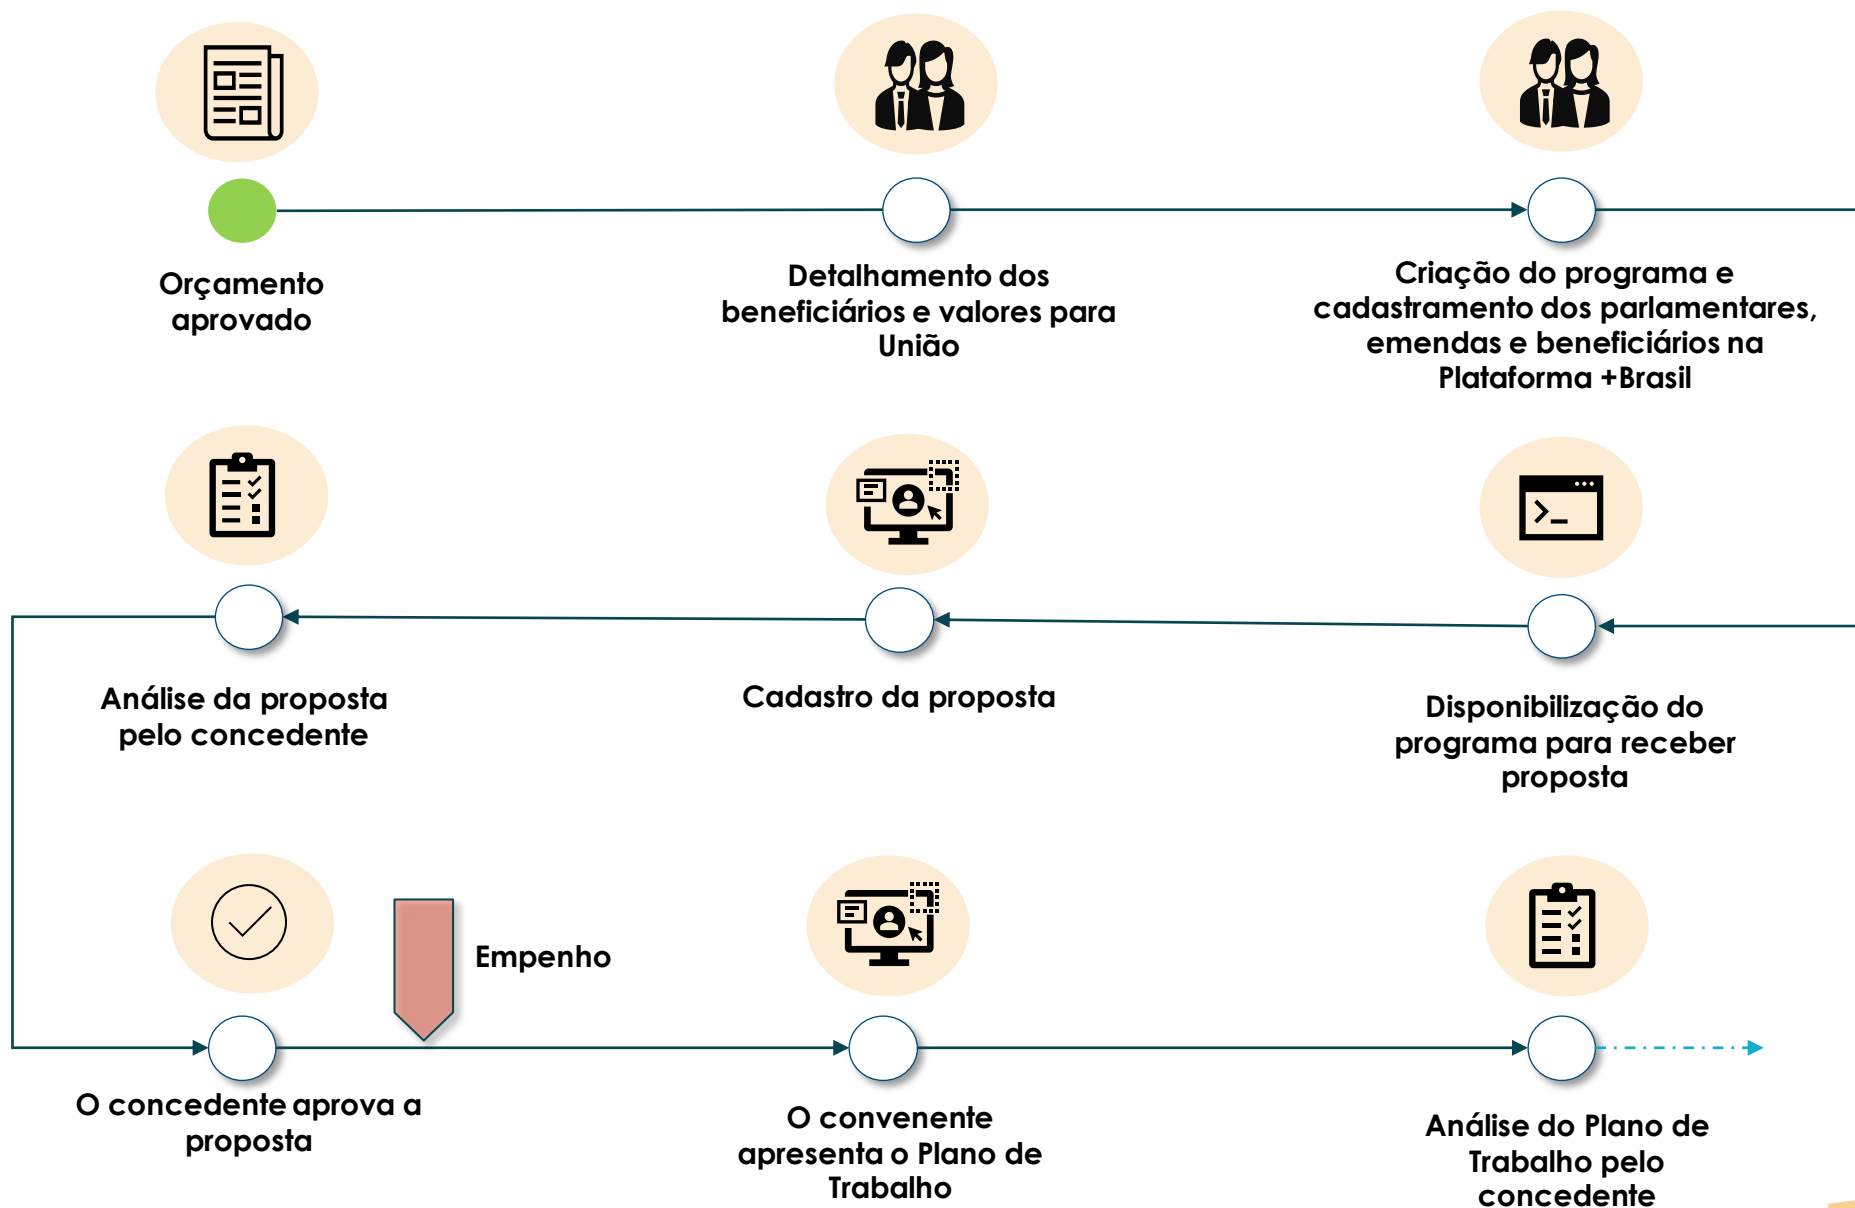 Orçamento
aprovado
Detalhamento dos
beneficiários e valores para
União
Criação do programa e
cadastramento dos parlamentares,
emendas e beneficiários na
Plataforma +Brasil
Análise da proposta
pelo concedente
Cadastro da proposta
Disponibilização do
programa para receber
proposta
Empenho
O concedente aprova a
proposta
O convenente
apresenta o Plano de
Trabalho
Análise do Plano de
Trabalho pelo
concedente